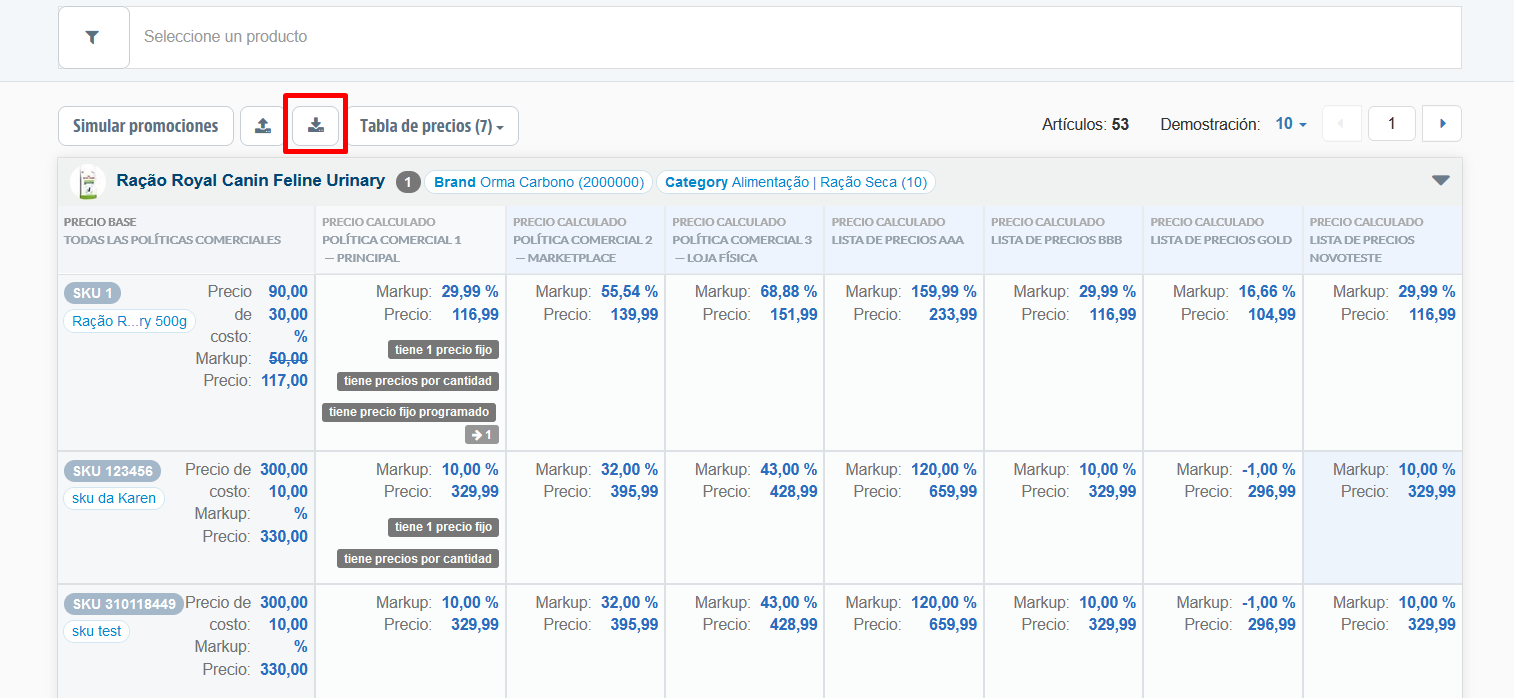 Seleccione un producto
Simular promociones
Tabla de precios (7)
Artículos: 53
Demostración: 10
1
Ração Royal Canin Feline Urinary 1 Brand Orma Carbono (2000000) Category Alimentação | Ração Seca (10)
PRECIO BASE
TODAS LAS POLÍTICAS COMERCIALES
PRECIO CALCULADO
POLÍTICA COMERCIAL 1
— PRINCIPAL
PRECIO CALCULADO
POLÍTICA COMERCIAL 2
— MARKETPLACE
PRECIO CALCULADO
POLÍTICA COMERCIAL 3
— LOJA FÍSICA
PRECIO CALCULADO
LISTA DE PRECIOS AAA
PRECIO CALCULADO
LISTA DE PRECIOS BBB
PRECIO CALCULADO
LISTA DE PRECIOS GOLD
PRECIO CALCULADO
LISTA DE PRECIOS
NOVOTESTE
SKU 1
Ração R...ry 500g
Precio 90,00
de 30,00
costo: %
Markup: 50,00
Precio: 117,00
Markup: 29,99 %
Precio: 116,99
tiene 1 precio fijo
tiene precios por cantidad
tiene precio fijo programado
1
Markup: 55,54 %
Precio: 139,99
Markup: 68,88 %
Precio: 151,99
Markup: 159,99 %
Precio: 233,99
Markup: 29,99 %
Precio: 116,99
Markup: 16,66 %
Precio: 104,99
Markup: 29,99 %
Precio: 116,99
SKU 123456
sku da Karen
Precio de 300,00
costo: 10,00
Markup: %
Precio: 330,00
Markup: 10,00 %
Precio: 329,99
tiene 1 precio fijo
tiene precios por cantidad
Markup: 32,00 %
Precio: 395,99
Markup: 43,00 %
Precio: 428,99
Markup: 120,00 %
Precio: 659,99
Markup: 10,00 %
Precio: 329,99
Markup: -1,00 %
Precio: 296,99
Markup: 10,00 %
Precio: 329,99
SKU 310118449
sku test
Precio de 300,00
costo: 10,00
Markup: %
Precio: 330,00
Markup: 10,00 %
Precio: 329,99
Markup: 32,00 %
Precio: 395,99
Markup: 43,00 %
Precio: 428,99
Markup: 120,00 %
Precio: 659,99
Markup: 10,00 %
Precio: 329,99
Markup: -1,00 %
Precio: 296,99
Markup: 10,00 %
Precio: 329,99